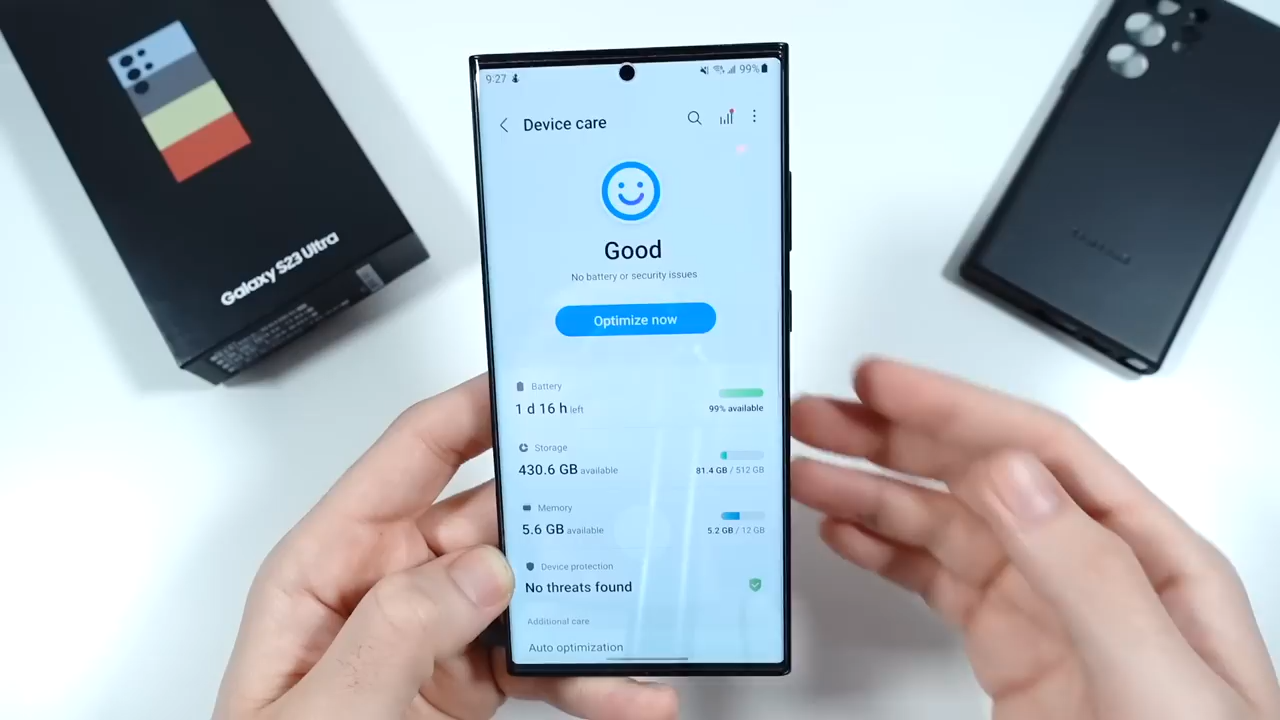 Galaxy S23 Ultra
9:27
99%
Device care
Good
No battery or security issues
Optimize now
Battery
1 d 16 h left
99% available
Storage
430.6 GB available
81.4 GB / 512 GB
Memory
5.6 GB available
5.2 GB / 12 GB
Device protection
No threats found
Additional care
Auto optimization